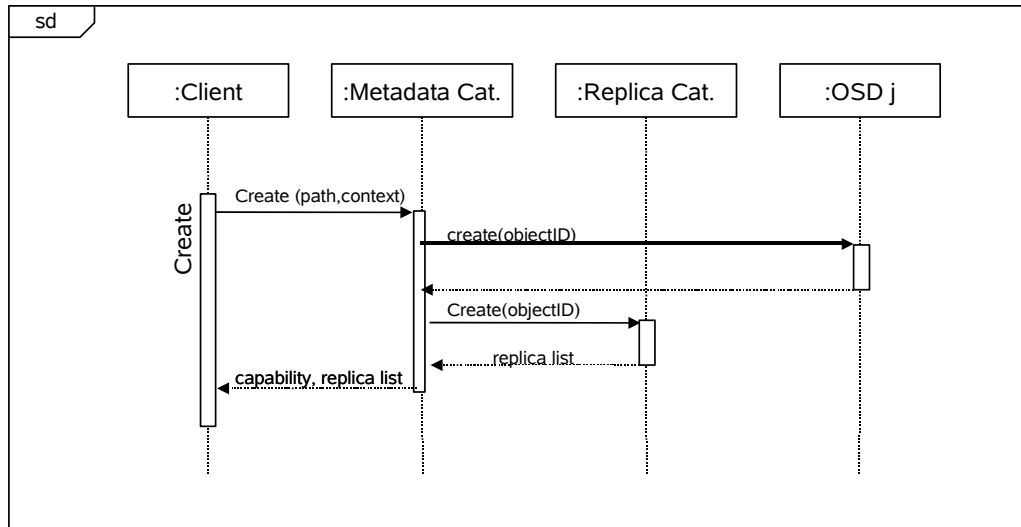 sd
:Client
:Metadata Cat.
:Replica Cat.
:OSD j
Create
Create (path,context)
create(objectID)
Create(objectID)
replica list
capability, replica list